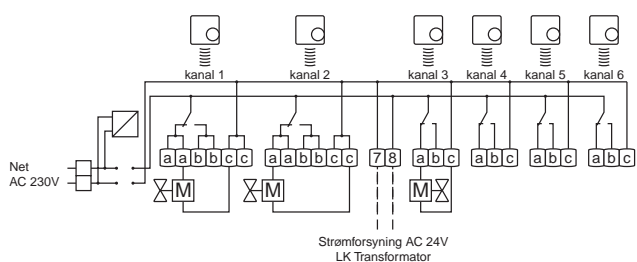 kanal 1 kanal 2 kanal 3 kanal 4 kanal 5 kanal 6
a a b b c c a a b b c c 7 8 a b c a b c a b c a b c
Net
AC 230V
M M M
Strømforsyning AC 24V
LK Transformator